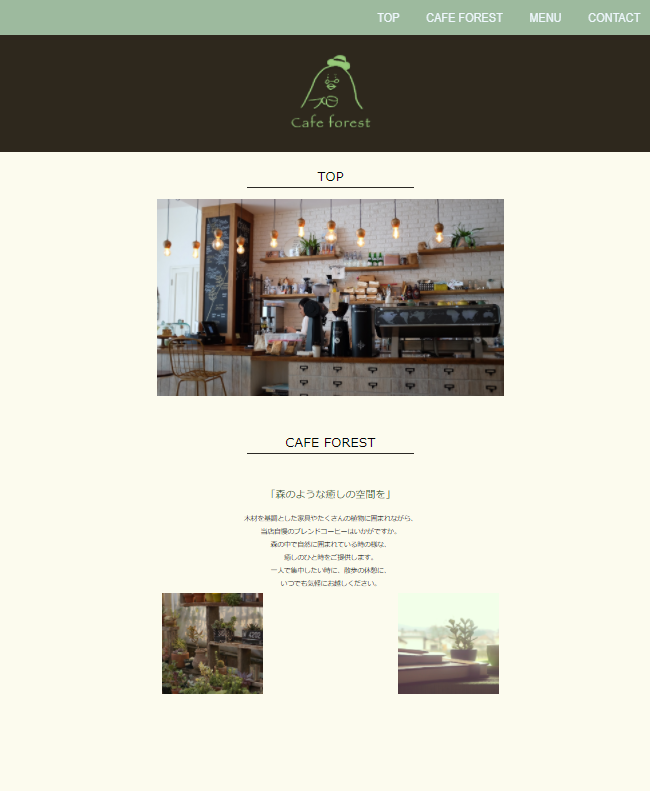 TOP CAFE FOREST MENU CONTACT
Cafe forest
TOP
CAFE FOREST
「森のような癒しの空間を」
木材を基調とした家具やたくさんの植物に囲まれながら、
当店自慢のブレンドコーヒーはいかがですか。
森の中で自然に囲まれている時の様な、
癒しのひと時をご提供します。
一人で集中したい時に、散歩の休憩に、
いつでも気軽にお越しください。